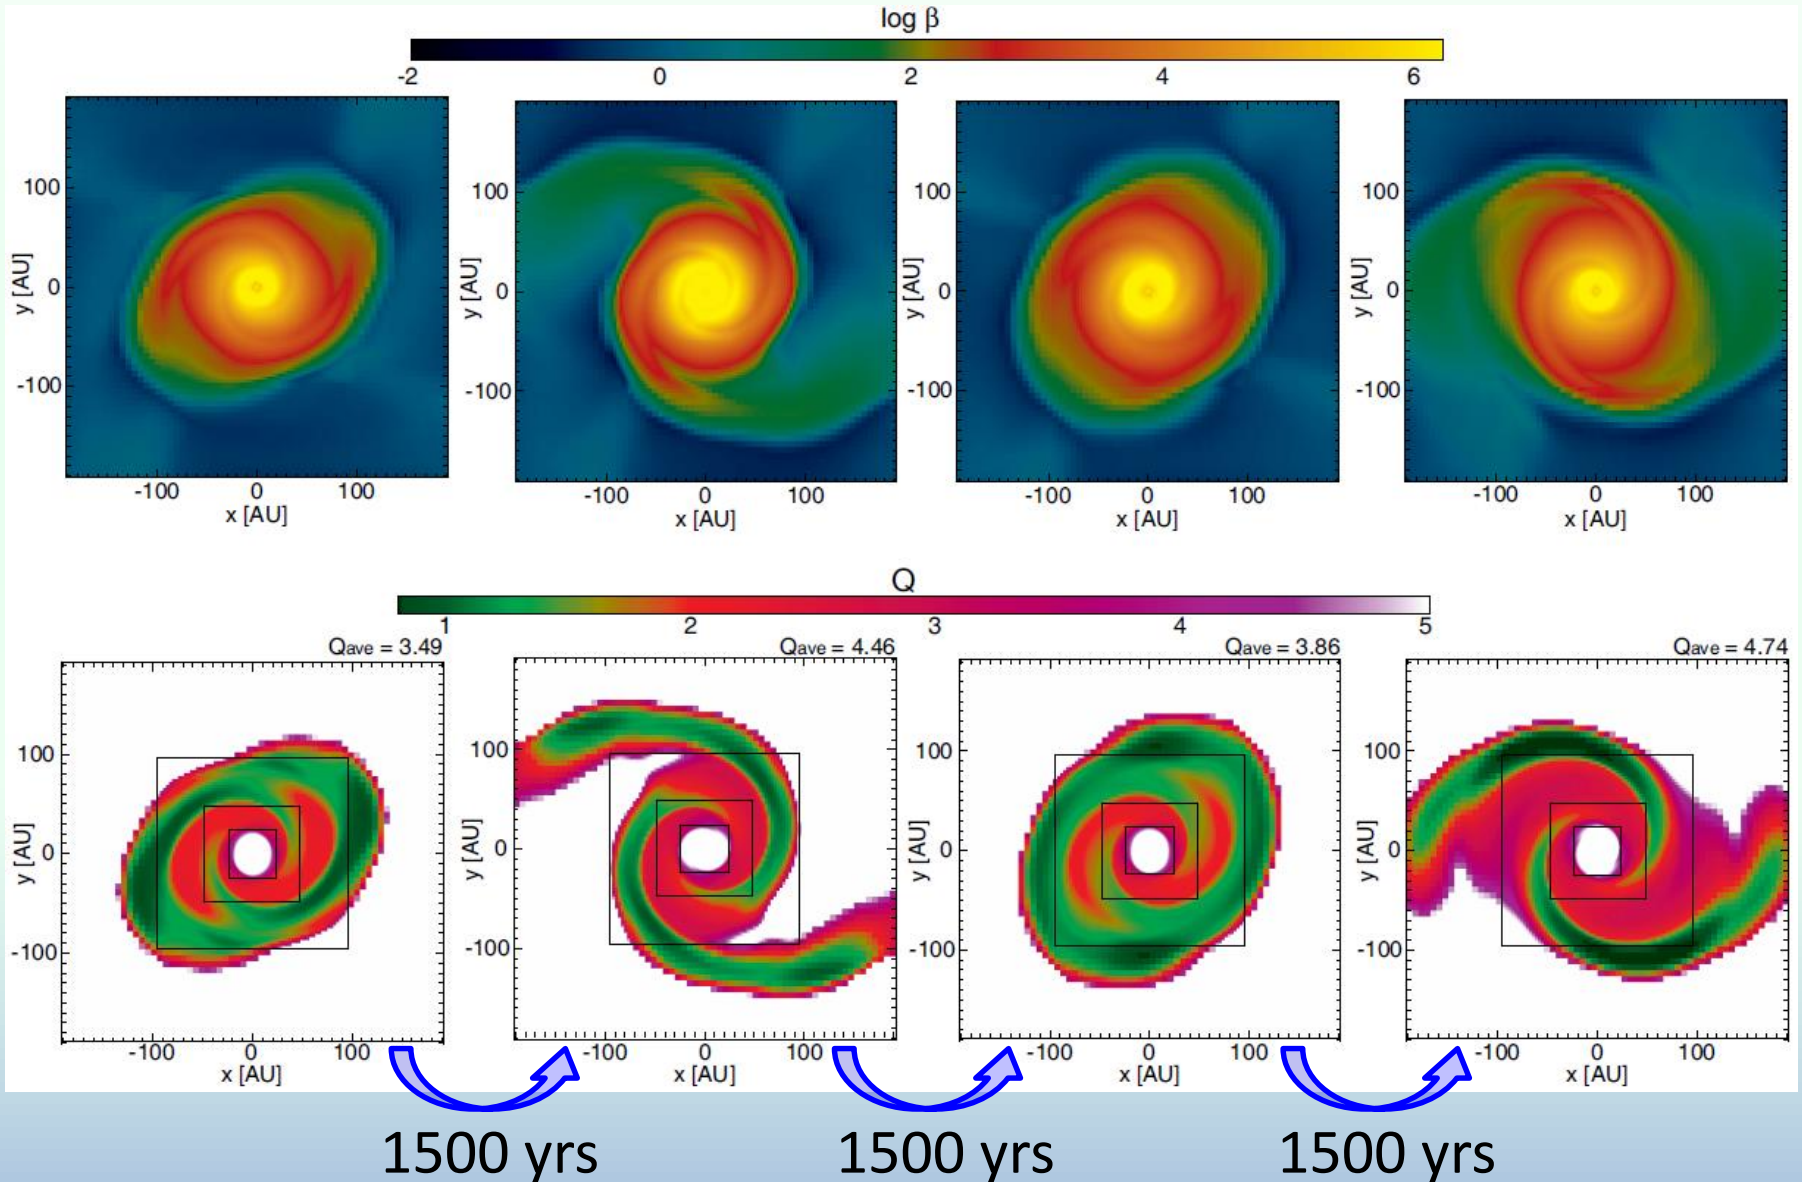 log β
-2 0 2 4 6
100 100 100 100
y [AU] y [AU] y [AU] y [AU]
0 0 0 0
-100 -100 -100 -100
-100 0 100 -100 0 100 -100 0 100 -100 0 100
x [AU] x [AU] x [AU] x [AU]
Q
1 2 3 4 5
Qave = 3.49 Qave = 4.46 Qave = 3.86 Qave = 4.74
100 100 100 100
y [AU] y [AU] y [AU] y [AU]
0 0 0 0
-100 -100 -100 -100
-100 0 100 -100 0 100 -100 0 100 -100 0 100
x [AU] x [AU] x [AU] x [AU]
1500 yrs 1500 yrs 1500 yrs